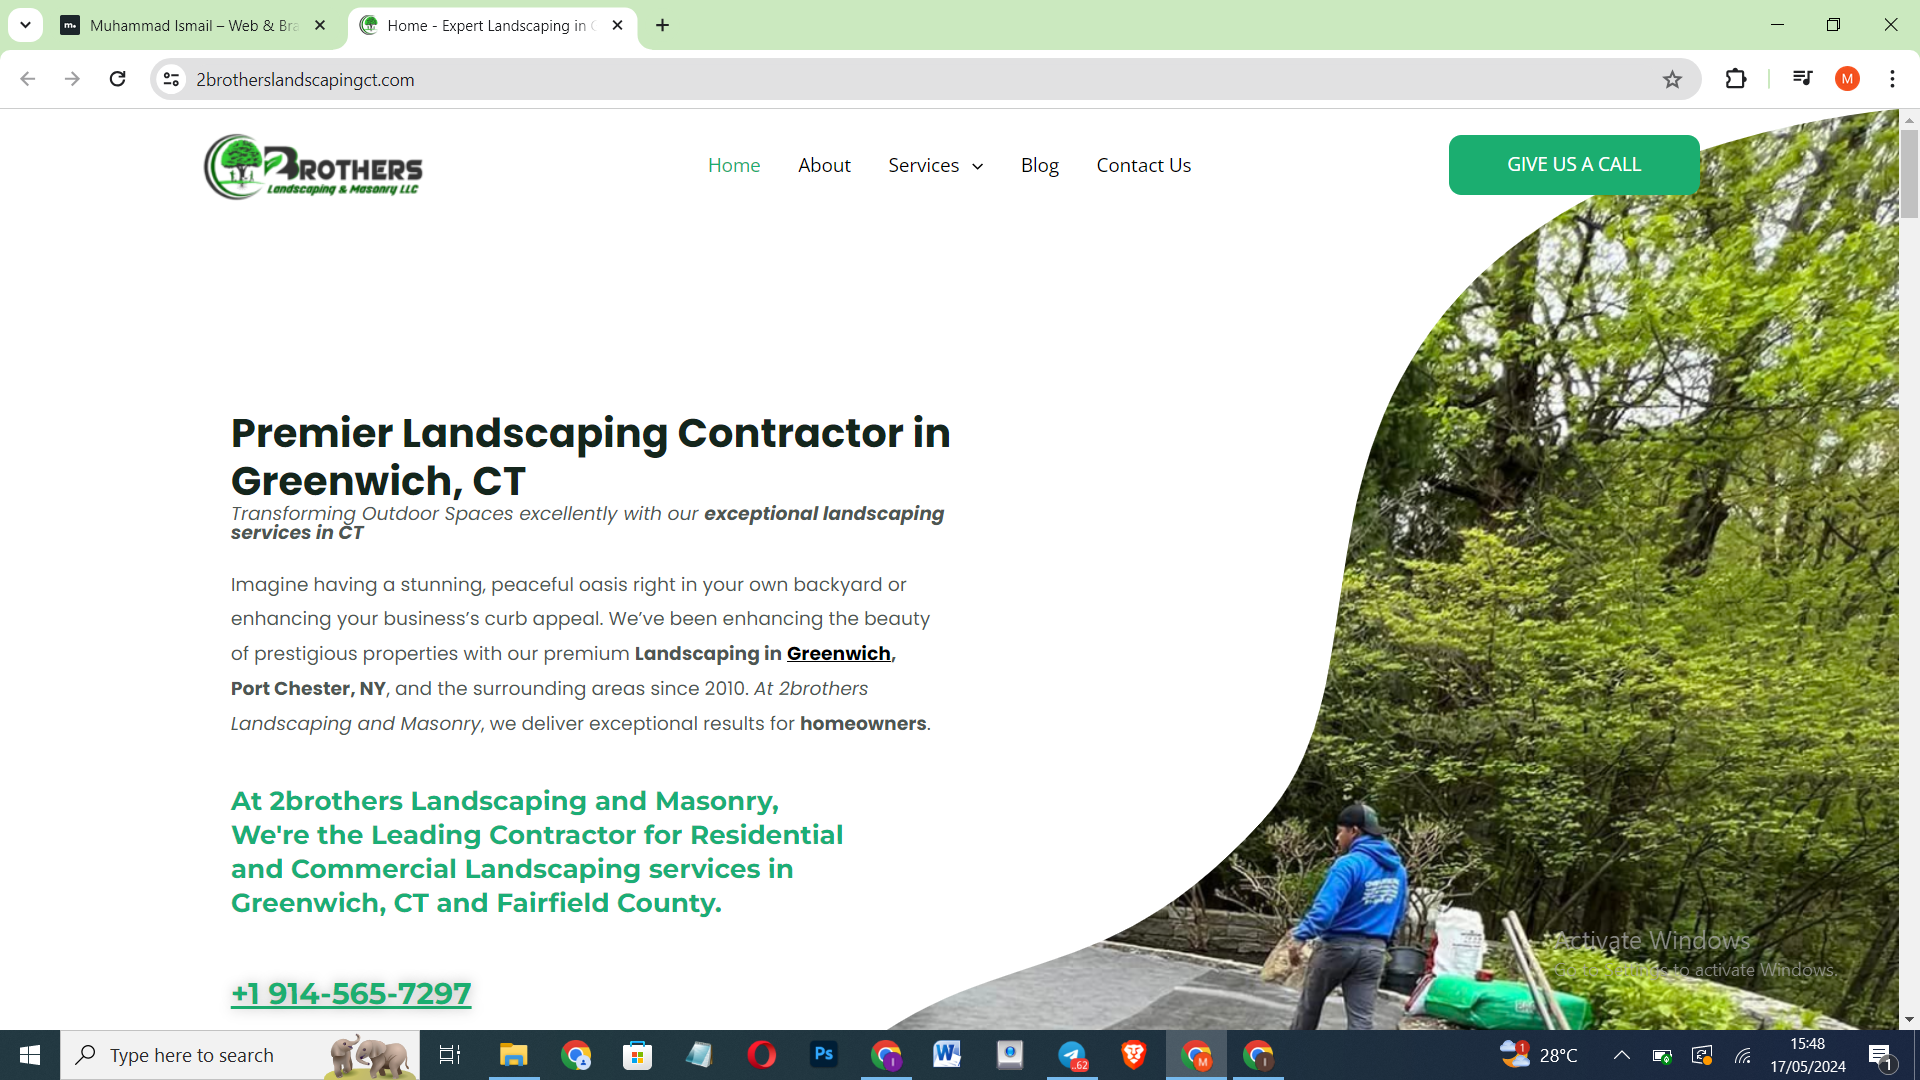 Muhammad Ismail – Web & Bra
Home - Expert Landscaping in
2brotherslandscapingct.com
M
2BROTHERS
Landscaping & Masonry LLC
Home
About
Services
Blog
Contact Us
GIVE US A CALL
Premier Landscaping Contractor in
Greenwich, CT
Transforming Outdoor Spaces excellently with our exceptional landscaping
services in CT
Imagine having a stunning, peaceful oasis right in your own backyard or
enhancing your business’s curb appeal. We’ve been enhancing the beauty
of prestigious properties with our premium Landscaping in Greenwich,
Port Chester, NY, and the surrounding areas since 2010. At 2brothers
Landscaping and Masonry, we deliver exceptional results for homeowners.
At 2brothers Landscaping and Masonry,
We're the Leading Contractor for Residential
and Commercial Landscaping services in
Greenwich, CT and Fairfield County.
+1 914-565-7297
Activate Windows
Go to Settings to activate Windows.
Type here to search
Ps
62
1
28°C
15:48
17/05/2024
1